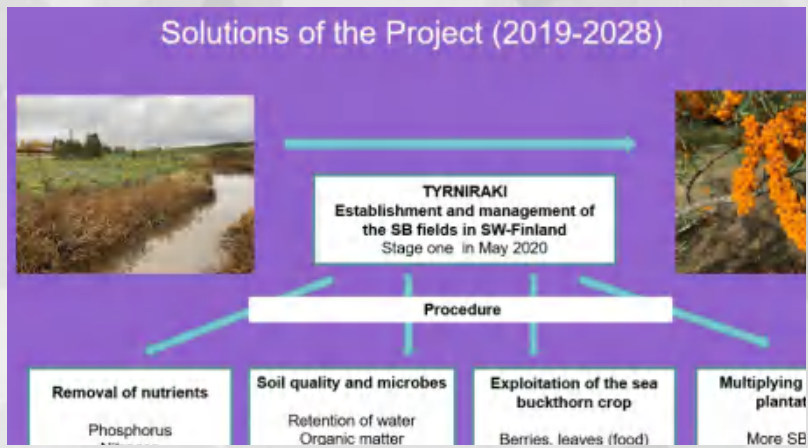 Solutions of the Project (2019-2028)
TYRNIRAKI
Establishment and management of
the SB fields in SW-Finland
Stage one in May 2020
Procedure
Removal of nutrients
Phosphorus
Soil quality and microbes
Retention of water
Organic matter
Exploitation of the sea
buckthorn crop
Berries, leaves (food)
Multiplying
More SB